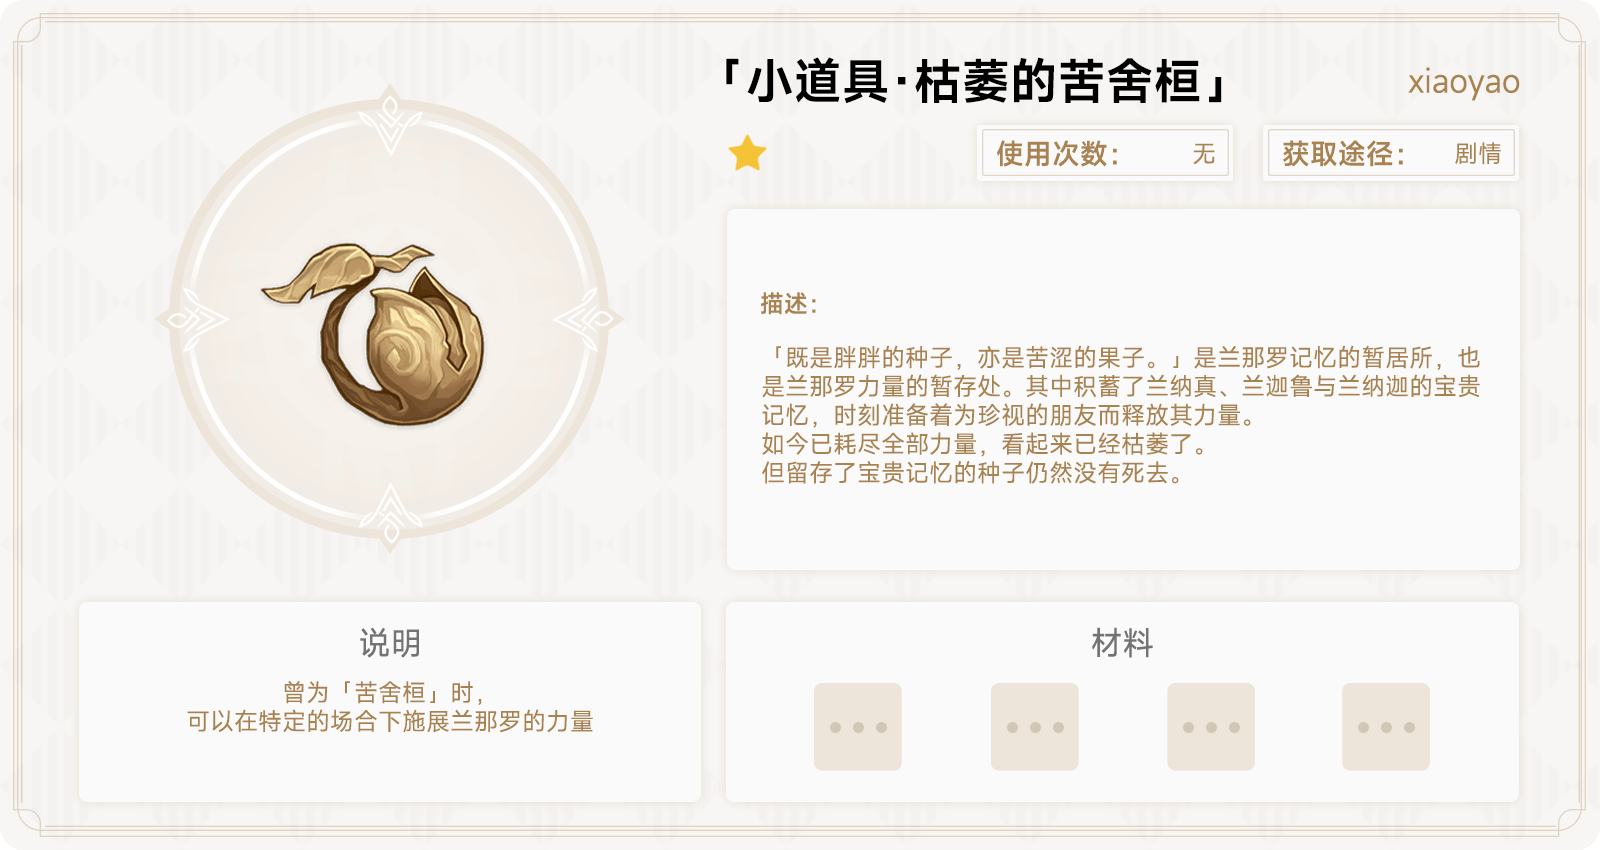 「小道具·枯萎的苦舍桓」
xiaoyao
使用次数： 无
获取途径： 剧情
描述：
「既是胖胖的种子，亦是苦涩的果子。」是兰那罗记忆的暂居所，也
是兰那罗力量的暂存处。其中积蓄了兰纳真、兰迦鲁与兰纳迦的宝贵
记忆，时刻准备着为珍视的朋友而释放其力量。
如今已耗尽全部力量，看起来已经枯萎了。
但留存了宝贵记忆的种子仍然没有死去。
说明
曾为「苦舍桓」时，
可以在特定的场合下施展兰那罗的力量
材料